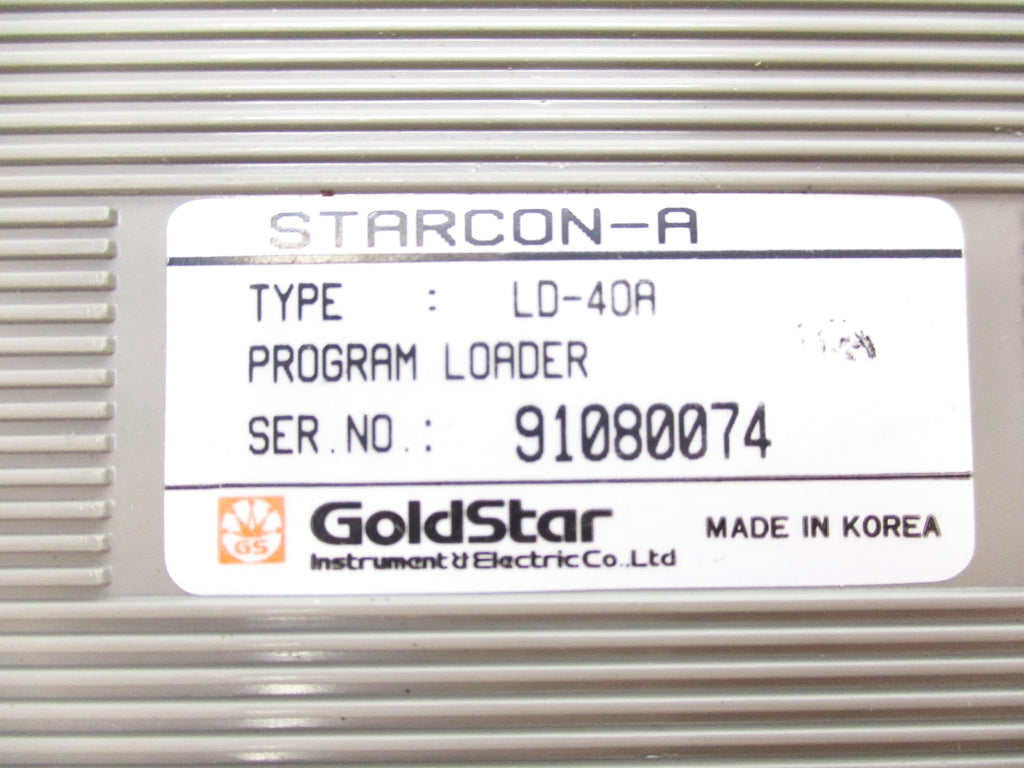 STARCON-A
TYPE : LD-40A
PROGRAM LOADER
SER.NO.: 91080074
GS
GoldStar
Instrument & Electric Co.,Ltd
MADE IN KOREA